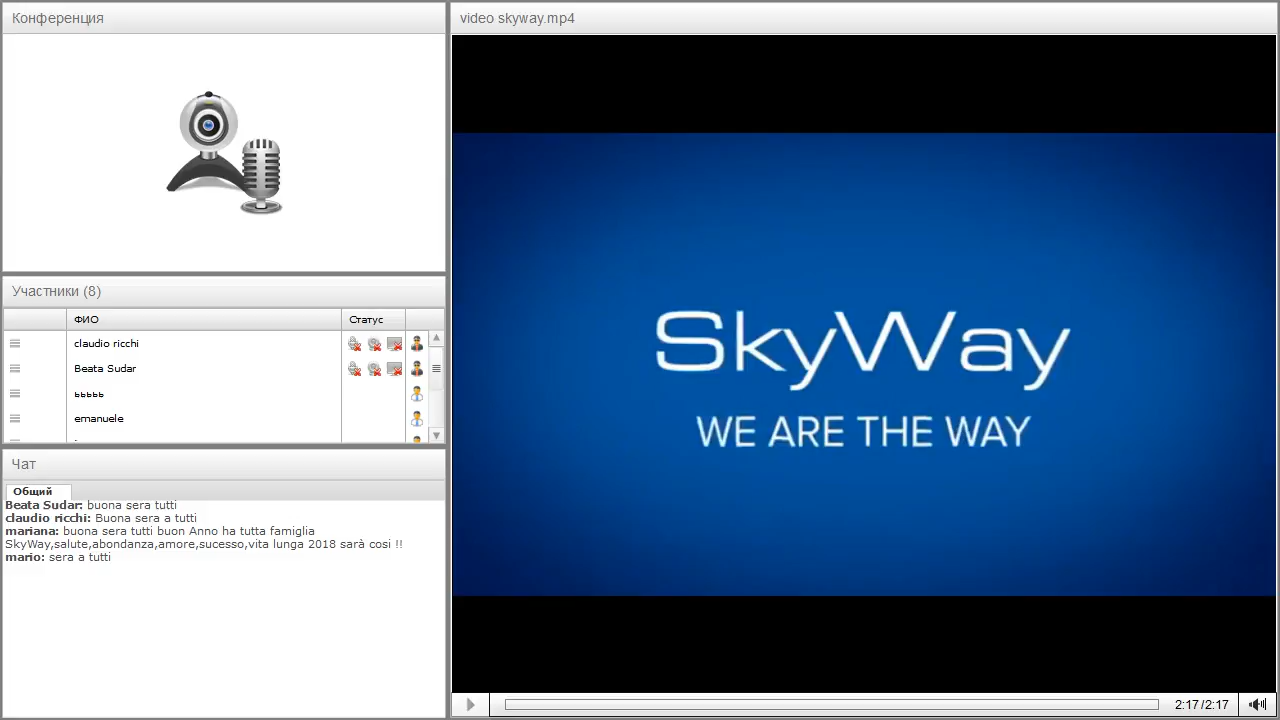 Конференция
video skyway.mp4
SkyWay
WE ARE THE WAY
Участники (8)
ФИО
Статус
claudio ricchi
Beata Sudar
ььььь
emanuele
Чат
Общий
Beata Sudar: buona sera tutti
claudio ricchi: Buona sera a tutti
mariana: buona sera tutti buon Anno ha tutta famiglia
SkyWay,salute,abondanza,amore,sucesso,vita lunga 2018 sarà cosi !!
mario: sera a tutti
2:17/2:17